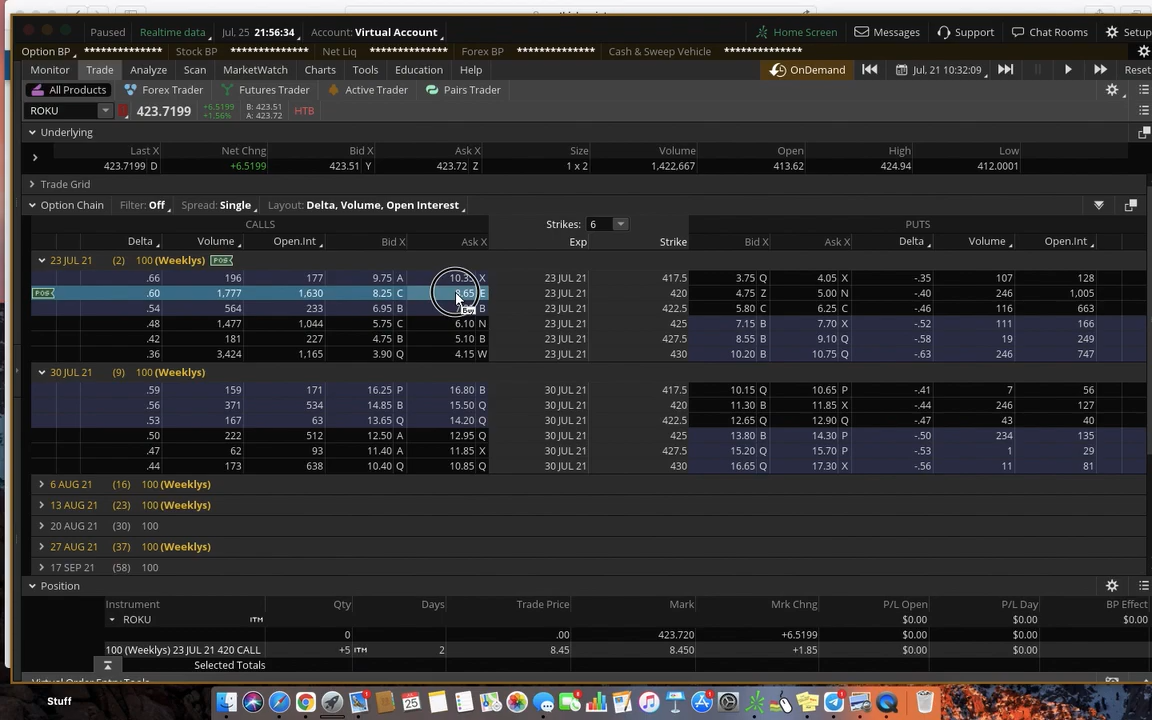 Paused Realtime data Jul. 25 21:56:34 Account: Virtual Account Home Screen Messages Support Chat Rooms Setup
Option BP ************** Stock BP ************** Net Liq ************** Forex BP ************** Cash & Sweep Vehicle **************
Monitor Trade Analyze Scan MarketWatch Charts Tools Education Help OnDemand Jul, 21 10:32:09 Reset
All Products Forex Trader Futures Trader Active Trader Pairs Trader
ROKU 423.7199 +6.5199 +1.56% B: 423.51 A: 423.72 HTB
Underlying
Last X Net Chng Bid X Ask X Size Volume Open High Low
423.7199 D +6.5199 423.51 Y 423.72 Z 1 x 2 1,422,667 413.62 424.94 412.0001
Trade Grid
Option Chain Filter: Off Spread: Single Layout: Delta, Volume, Open Interest
CALLS Strikes: 6 PUTS
Delta Volume Open.Int Bid X Ask X Exp Strike Bid X Ask X Delta Volume Open.Int
23 JUL 21 (2) 100 (Weeklys) POS
.66 196 177 9.75 A X 23 JUL 21 417.5 3.75 Q 4.05 X -.35 107 128
POS .60 1,777 1,630 8.25 C 8.65 E 23 JUL 21 420 4.75 Z 5.00 N -.40 246 1,005
.54 564 233 6.95 B B 23 JUL 21 422.5 5.80 C 6.25 C -.46 116 663
Buy
.48 1,477 1,044 5.75 C 6.10 N 23 JUL 21 425 7.15 B 7.70 X -.52 111 166
.42 181 227 4.75 B 5.10 B 23 JUL 21 427.5 8.55 B 9.10 Q -.58 19 249
.36 3,424 1,165 3.90 Q 4.15 W 23 JUL 21 430 10.20 B 10.75 Q -.63 246 747
30 JUL 21 (9) 100 (Weeklys)
.59 159 171 16.25 P 16.80 B 30 JUL 21 417.5 10.15 Q 10.65 P -.41 7 56
.56 371 534 14.85 B 15.50 Q 30 JUL 21 420 11.30 B 11.85 X -.44 246 127
.53 167 63 13.65 Q 14.20 Q 30 JUL 21 422.5 12.65 Q 12.90 Q -.47 43 40
.50 222 512 12.50 A 12.95 Q 30 JUL 21 425 13.80 B 14.30 P -.50 234 135
.47 62 93 11.40 A 11.85 X 30 JUL 21 427.5 15.20 Q 15.70 P -.53 1 29
.44 173 638 10.40 Q 10.85 Q 30 JUL 21 430 16.65 Q 17.30 X -.56 11 81
6 AUG 21 (16) 100 (Weeklys)
13 AUG 21 (23) 100 (Weeklys)
20 AUG 21 (30) 100
27 AUG 21 (37) 100 (Weeklys)
17 SEP 21 (58) 100
Position
Instrument Qty Days Trade Price Mark Mrk Chng P/L Open P/L Day BP Effect
ROKU ITM $0.00 $0.00 $0.00
0 .00 423.720 +6.5199 $0.00 $0.00
100 (Weeklys) 23 JUL 21 420 CALL +5 ITM 2 8.45 8.450 +1.85 $0.00 $0.00
Selected Totals $0.00 $0.00
Stuff